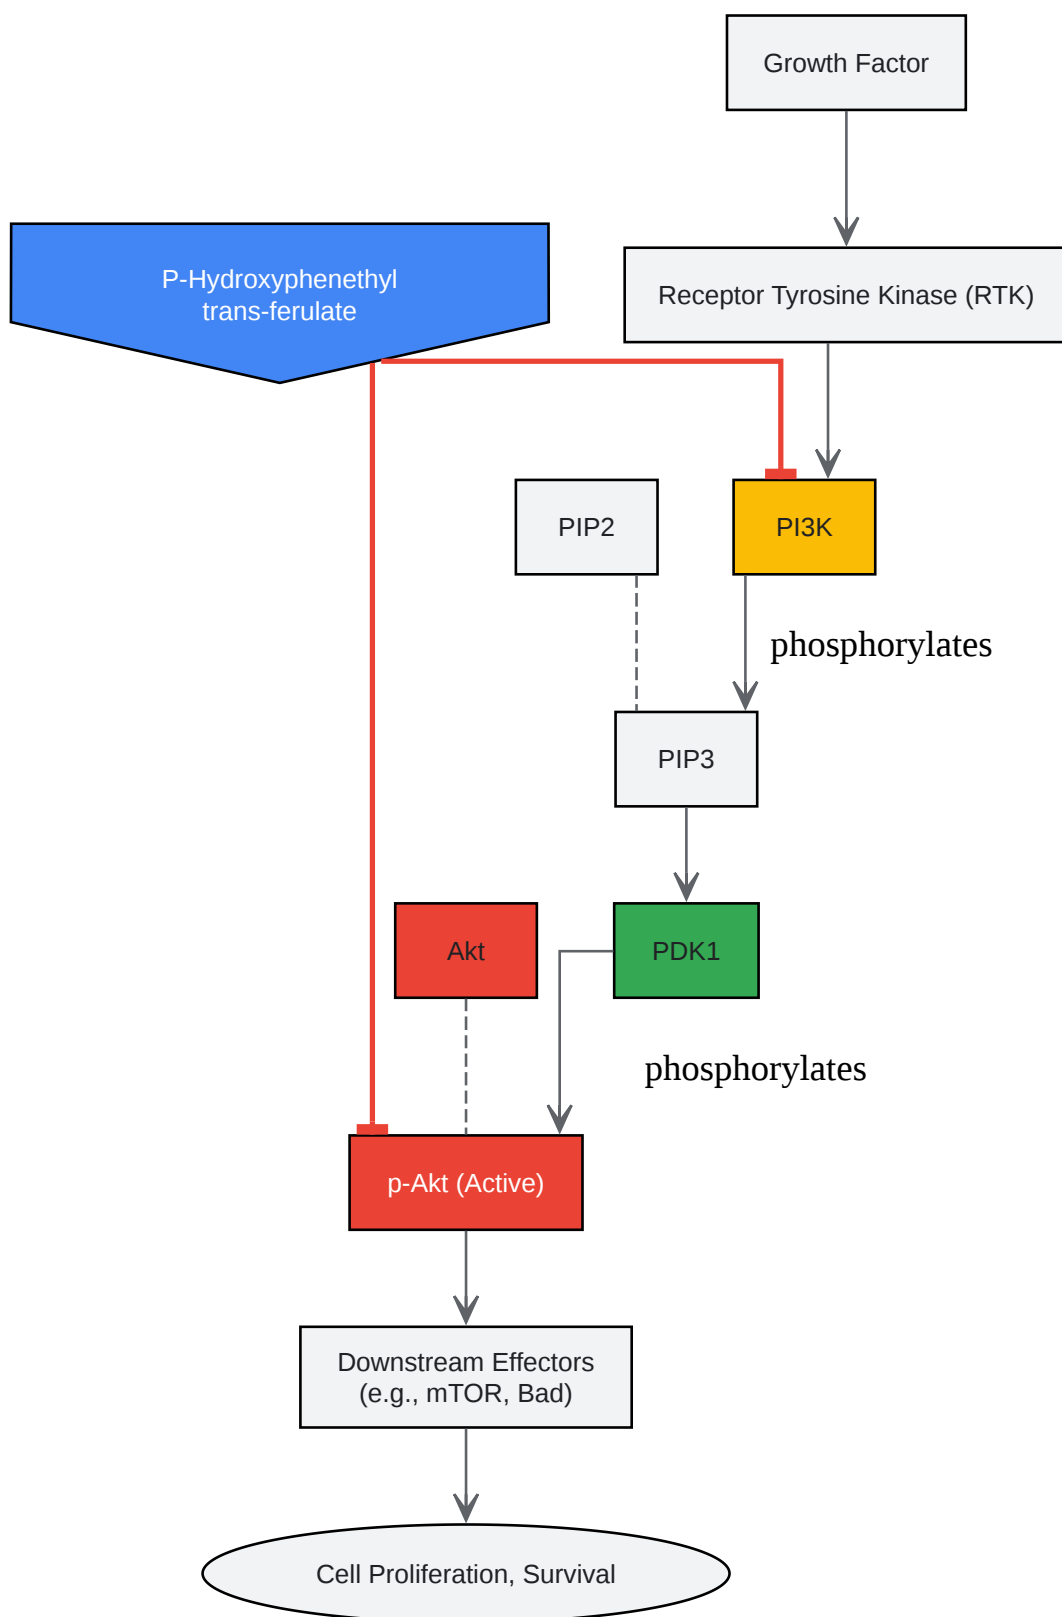 Growth Factor
P-Hydroxyphenethyl
trans-ferulate
Receptor Tyrosine Kinase (RTK)
PIP2
PI3K
phosphorylates
PIP3
Akt
PDK1
phosphorylates
p-Akt (Active)
Downstream Effectors
(e.g., mTOR, Bad)
Cell Proliferation, Survival